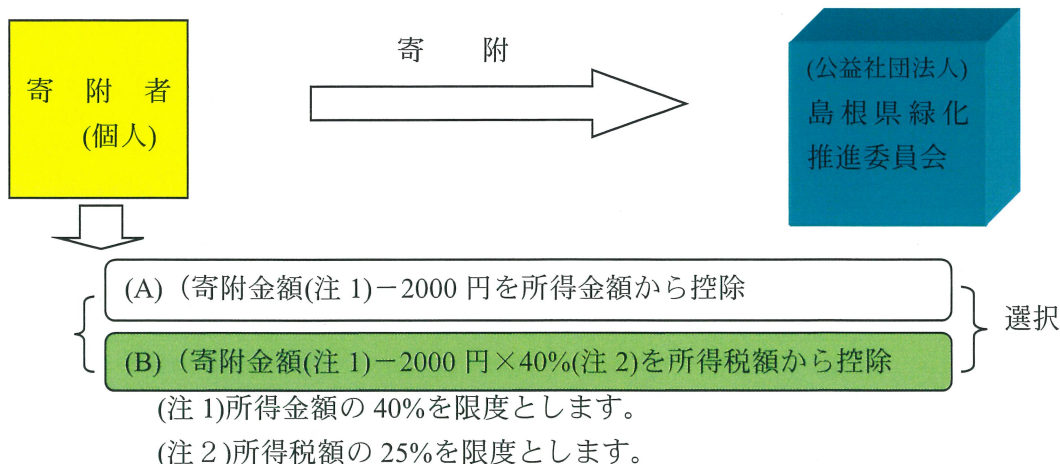 寄　附
寄　附　者
(個人)
(公益社団法人)
島根県緑化
推進委員会
(A)（寄附金額(注 1)－2000 円を所得金額から控除
(B)（寄附金額(注 1)－2000 円×40%(注 2)を所得税額から控除
選択
(注 1)所得金額の 40%を限度とします。
(注２)所得税額の 25%を限度とします。